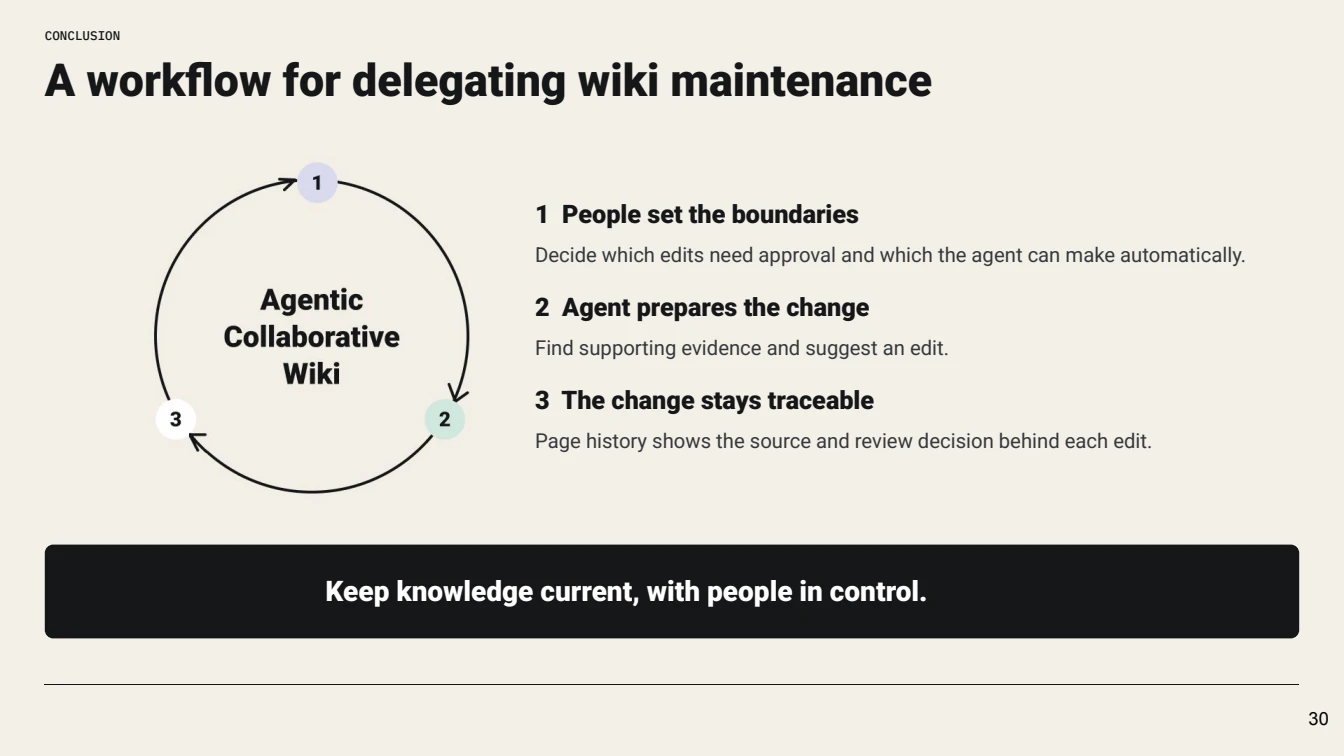 CONCLUSION
A workflow for delegating wiki maintenance
1
Agentic
Collaborative
Wiki
3
2
1 People set the boundaries
Decide which edits need approval and which the agent can make automatically.
2 Agent prepares the change
Find supporting evidence and suggest an edit.
3 The change stays traceable
Page history shows the source and review decision behind each edit.
Keep knowledge current, with people in control.
30